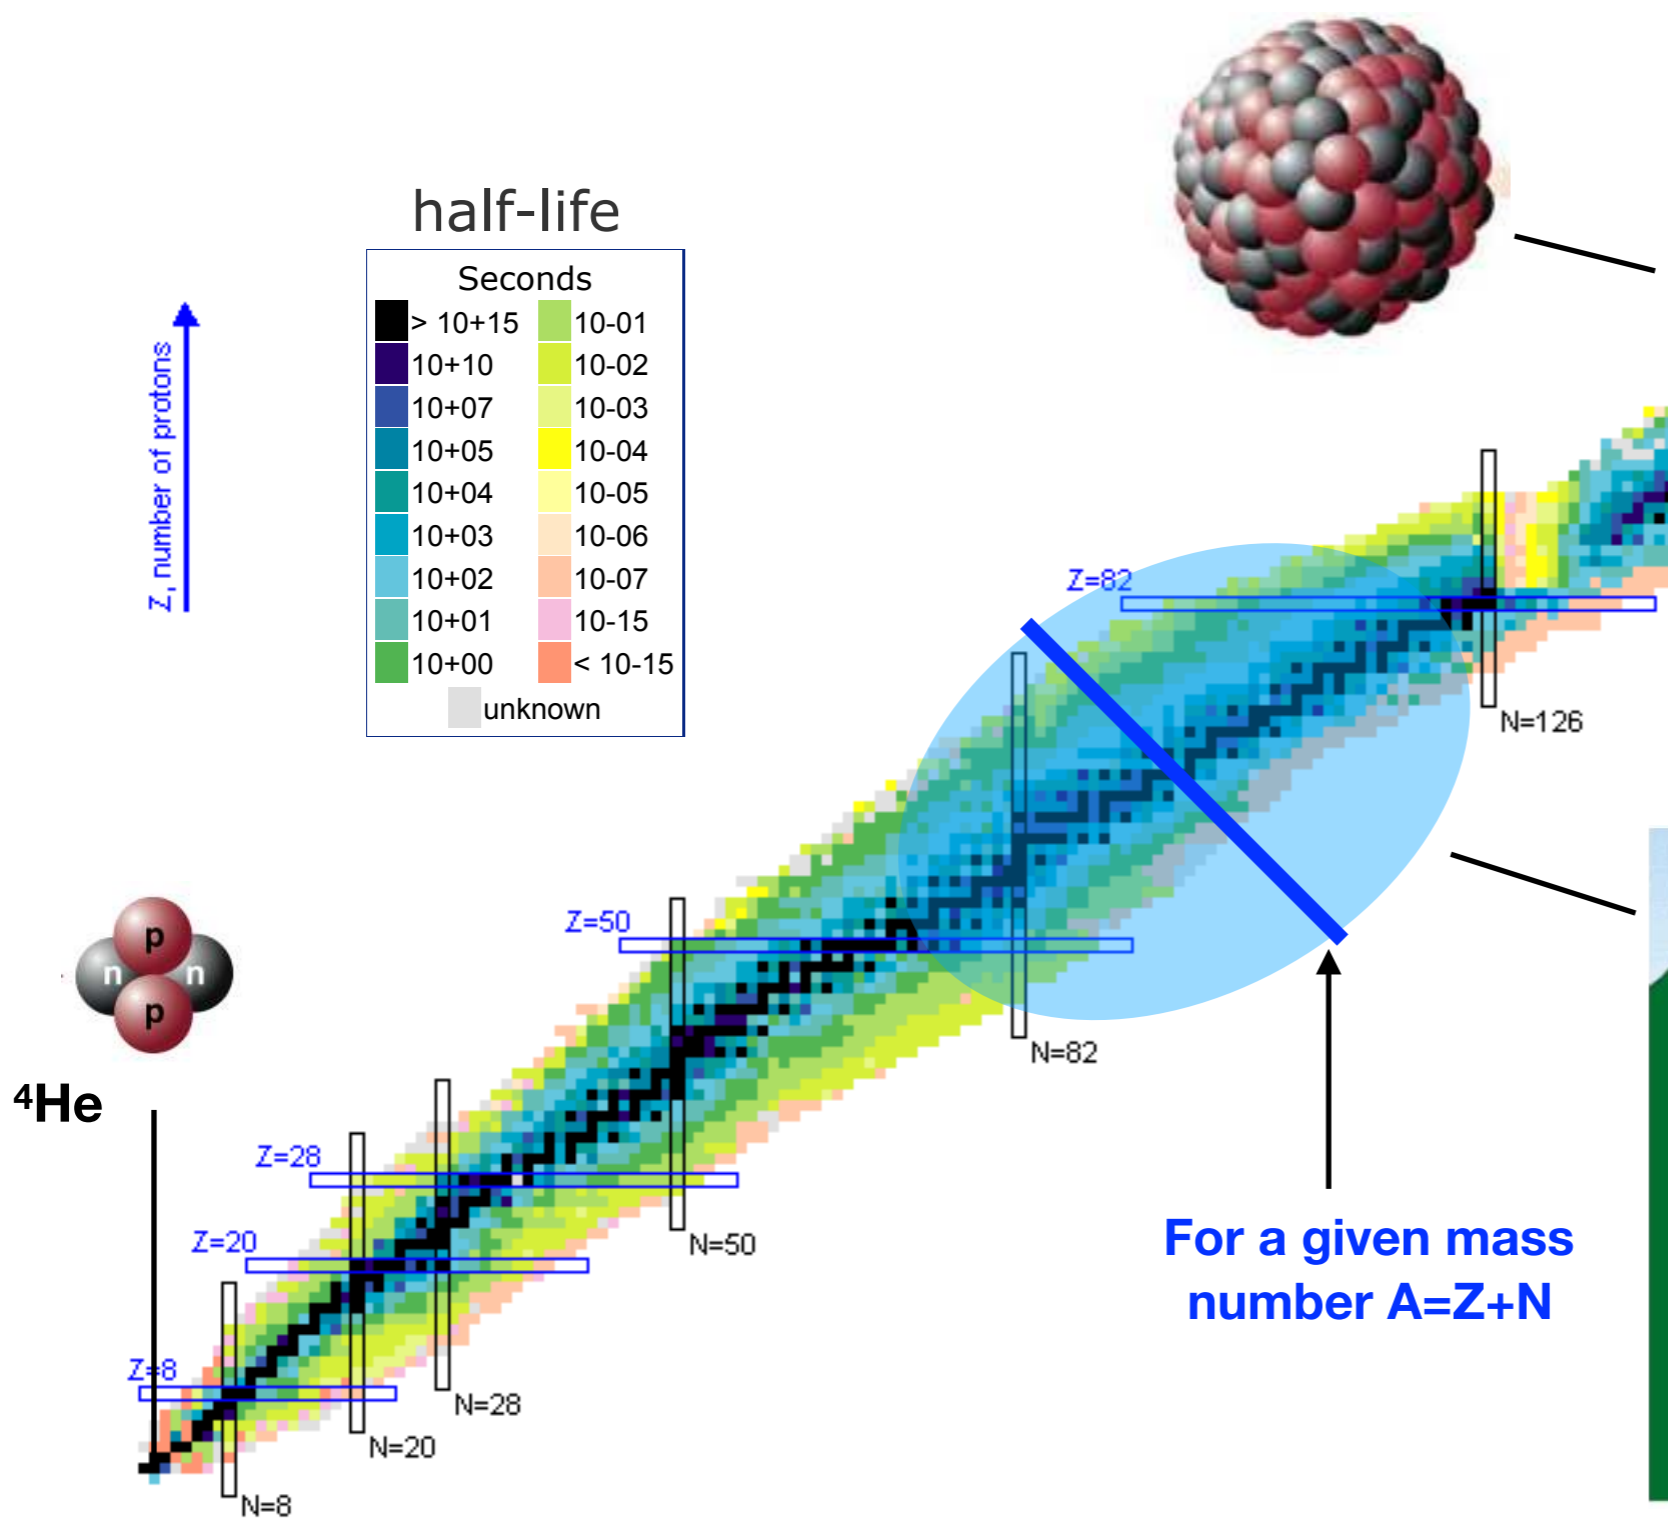 half-life
Seconds
> 10+15
10-01
10+10
10-02
10+07
10-03
10+05
10-04
10+04
10-05
10+03
10-06
10+02
10-07
10+01
10-15
10+00
< 10-15
unknown
Z, number of protons
Z=82
N=126
Z=50
N=82
p
n n
p
⁴He
Z=28
N=50
Z=20
For a given mass
number A=Z+N
Z=8
N=28
N=20
N=8